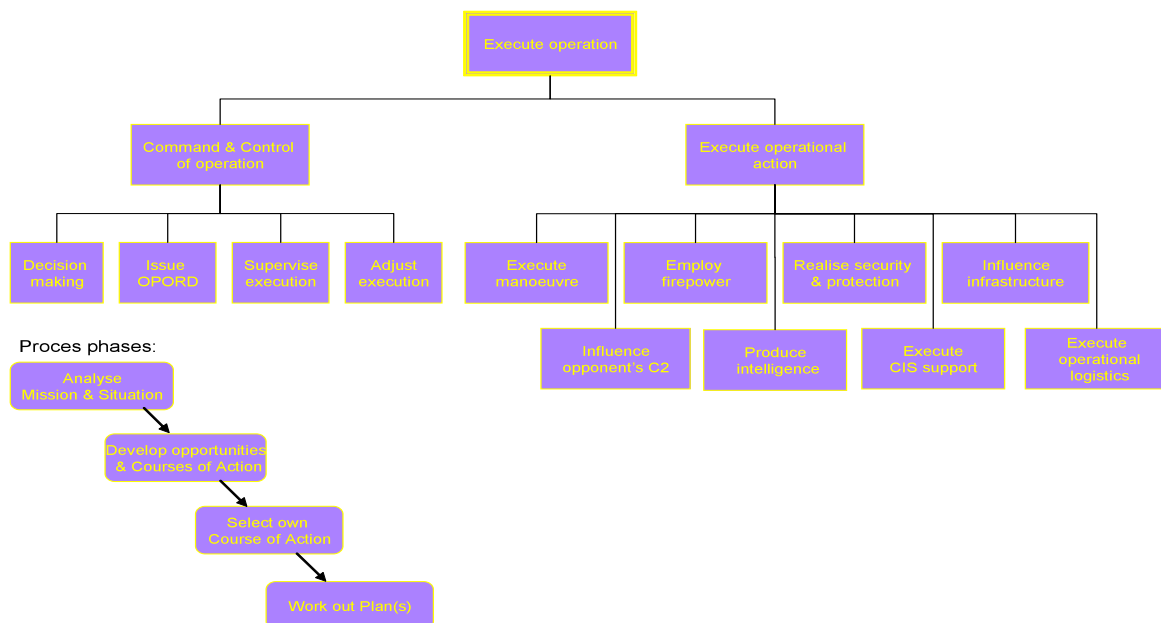 Execute operation
Command & Control
of operation
Execute operational
action
Decision
making
Issue
OPORD
Supervise
execution
Adjust
execution
Execute
manoeuvre
Employ
firepower
Realise security
& protection
Influence
infrastructure
Influence
opponent's C2
Produce
intelligence
Execute
CIS support
Execute
operational
logistics
Proces phases:
Analyse
Mission & Situation
Develop opportunities
& Courses of Action
Select own
Course of Action
Work out Plan(s)